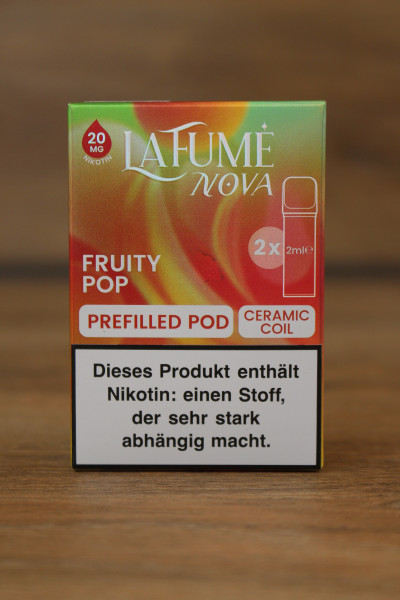 20
MG
NIKOTIN
LAFUMÉ
NOVA
2x
2ml℮
FRUITY
POP
PREFILLED POD
CERAMIC
COIL
Dieses Produkt enthält
Nikotin: einen Stoff,
der sehr stark
abhängig macht.